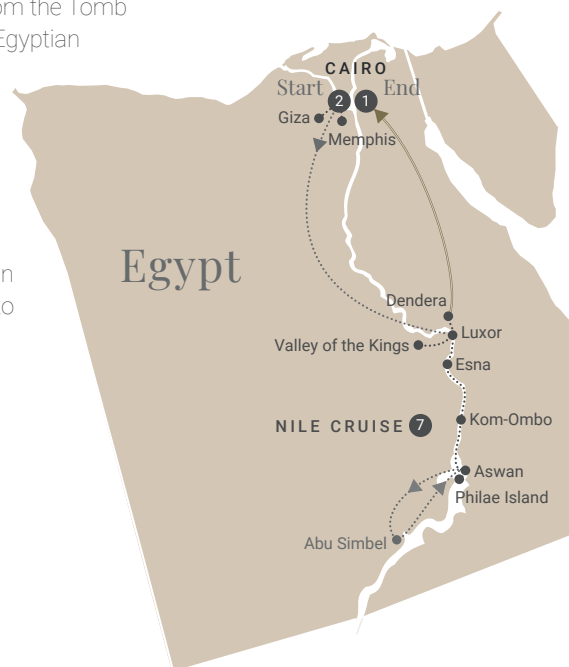 om the Tomb
Egyptian
CAIRO
Start 2 1 End
Giza
Memphis
Egypt
n
to
Dendera
Luxor
Valley of the Kings
Esna
NILE CRUISE 7
Kom-Ombo
Aswan
Philae Island
Abu Simbel